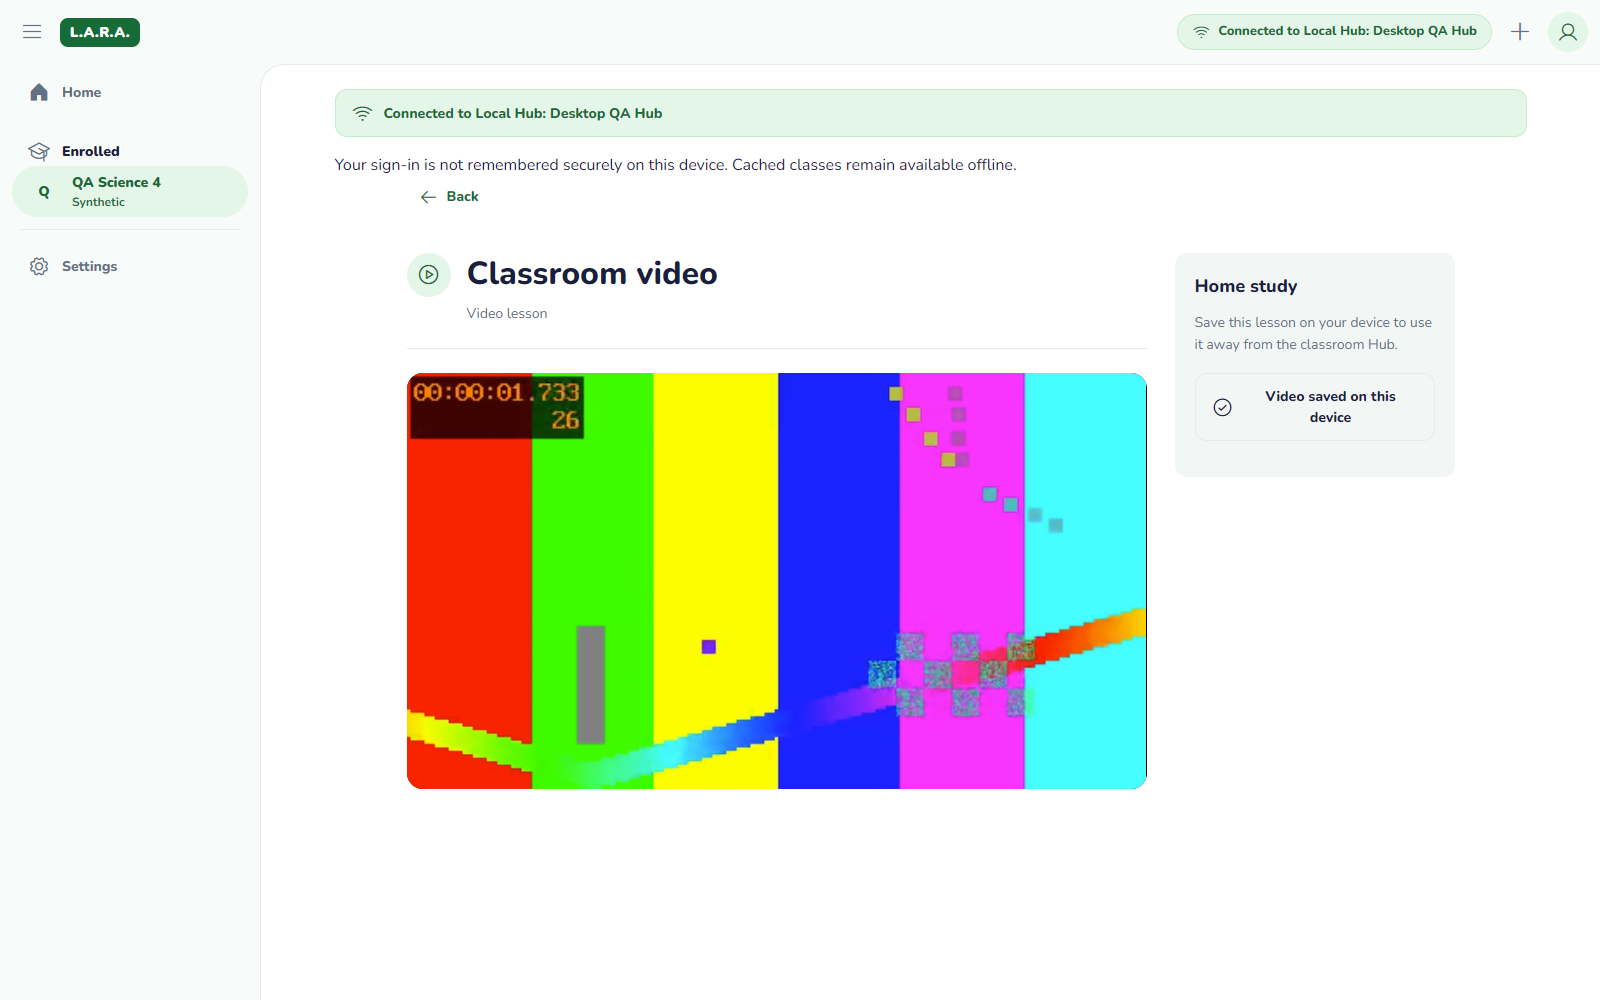 L.A.R.A.
Connected to Local Hub: Desktop QA Hub
Home
Enrolled
Q
QA Science 4
Synthetic
Settings
Connected to Local Hub: Desktop QA Hub
Your sign-in is not remembered securely on this device. Cached classes remain available offline.
Back
Classroom video
Video lesson
00:00:01.733
26
Home study
Save this lesson on your device to use
it away from the classroom Hub.
Video saved on this
device